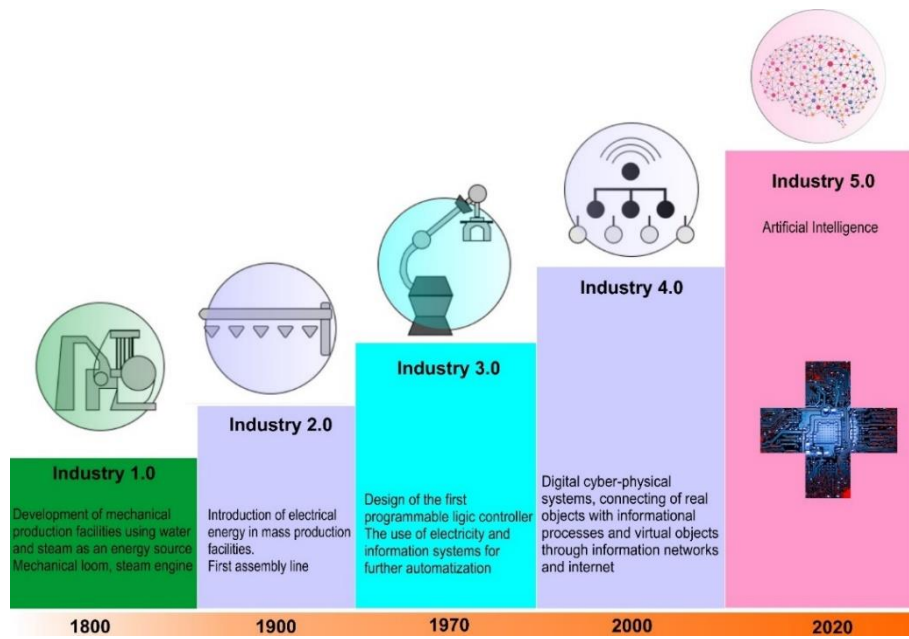 Industry 1.0
Development of mechanical
production facilities using water
and steam as an energy source
Mechanical loom, steam engine
Industry 2.0
Introduction of electrical
energy in mass production
facilities.
First assembly line
Industry 3.0
Design of the first
programmable ligic controller
The use of electricity and
information systems for
further automatization
Industry 4.0
Digital cyber-physical
systems, connecting of real
objects with informational
processes and virtual objects
through information networks
and internet
Industry 5.0
Artificial Intelligence
1800
1900
1970
2000
2020